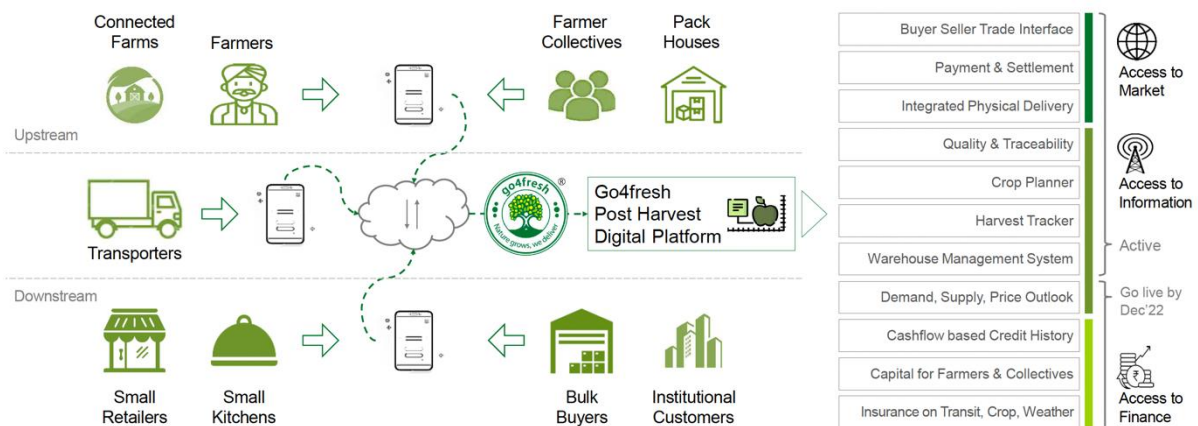 Connected
Farms
Farmers
Farmer
Collectives
Pack
Houses
Upstream
Transporters
go4fresh
®
Nature grows, we deliver
Go4fresh
Post Harvest
Digital Platform
Downstream
Small
Retailers
Small
Kitchens
Bulk
Buyers
Institutional
Customers
Buyer Seller Trade Interface
Payment & Settlement
Integrated Physical Delivery
Quality & Traceability
Crop Planner
Harvest Tracker
Warehouse Management System
Demand, Supply, Price Outlook
Cashflow based Credit History
Capital for Farmers & Collectives
Insurance on Transit, Crop, Weather
Access to
Market
Access to
Information
Active
Go live by
Dec'22
₹
Access to
Finance